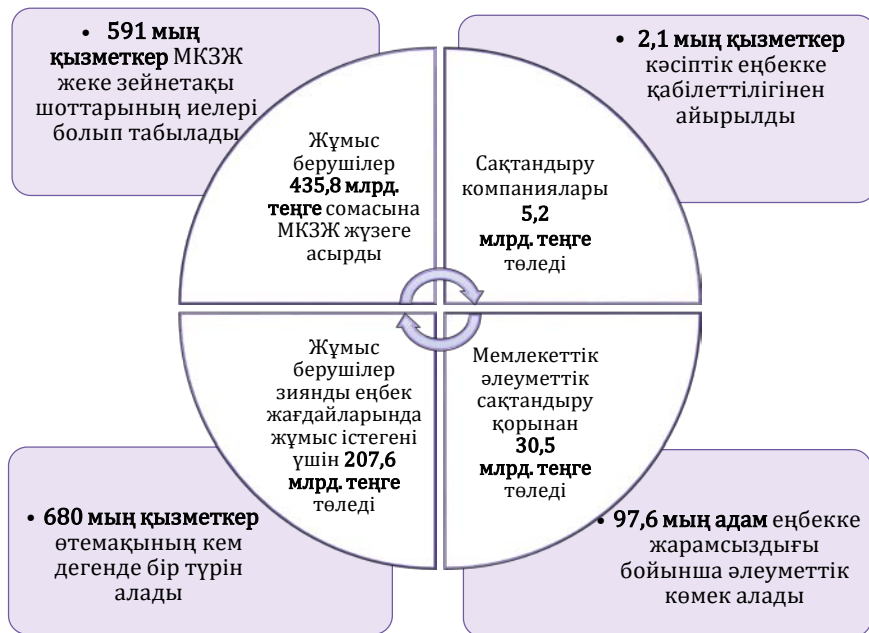 • 591 мың
қызметкер МКЗЖ
жеке зейнетақы
шоттарының иелері
болып табылады
Жұмыс
берушілер
435,8 млрд.
теңге сомасына
МКЗЖ жүзеге
асырды
• 2,1 мың қызметкер
кәсіптік еңбекке
қабілеттілігінен
айырылды
Сақтандыру
компаниялары
5,2
млрд. теңге
төледі
Жұмыс
берушілер
зиянды еңбек
жағдайларында
жұмыс істегені
үшін 207,6
млрд. теңге
төледі
• 680 мың қызметкер
өтемақының кем
дегенде бір түрін
алады
Мемлекеттік
әлеуметтік
сақтандыру
қорынан
30,5
млрд. теңге
төледі
• 97,6 мың адам еңбекке
жарамсыздығы
бойынша әлеуметтік
көмек алады